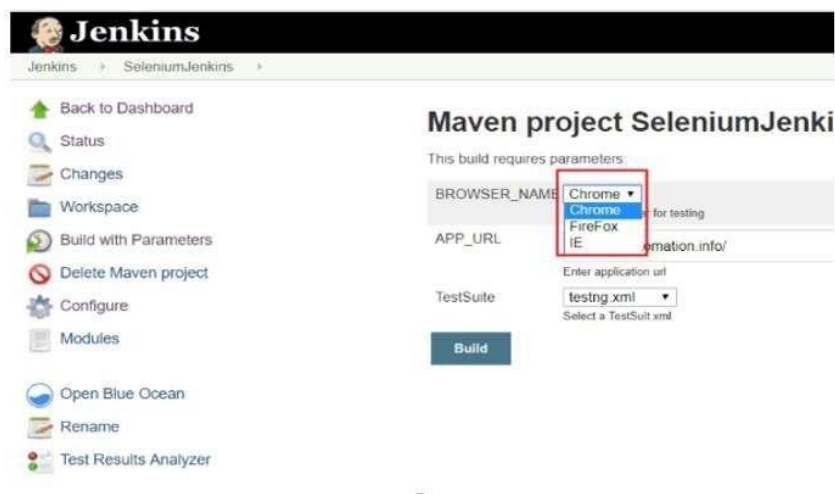 Jenkins
Jenkins SeleniumJenkins
Back to Dashboard
Status
Changes
Workspace
Build with Parameters
Delete Maven project
Configure
Modules
Open Blue Ocean
Rename
Test Results Analyzer
Maven project SeleniumJenki
This build requires parameters:
BROWSER_NAME Chrome
Chrome
for testing
FireFox
IE
APP_URL omation.info/
Enter application url
TestSuite testng.xml
Select a TestSuit xml
Build